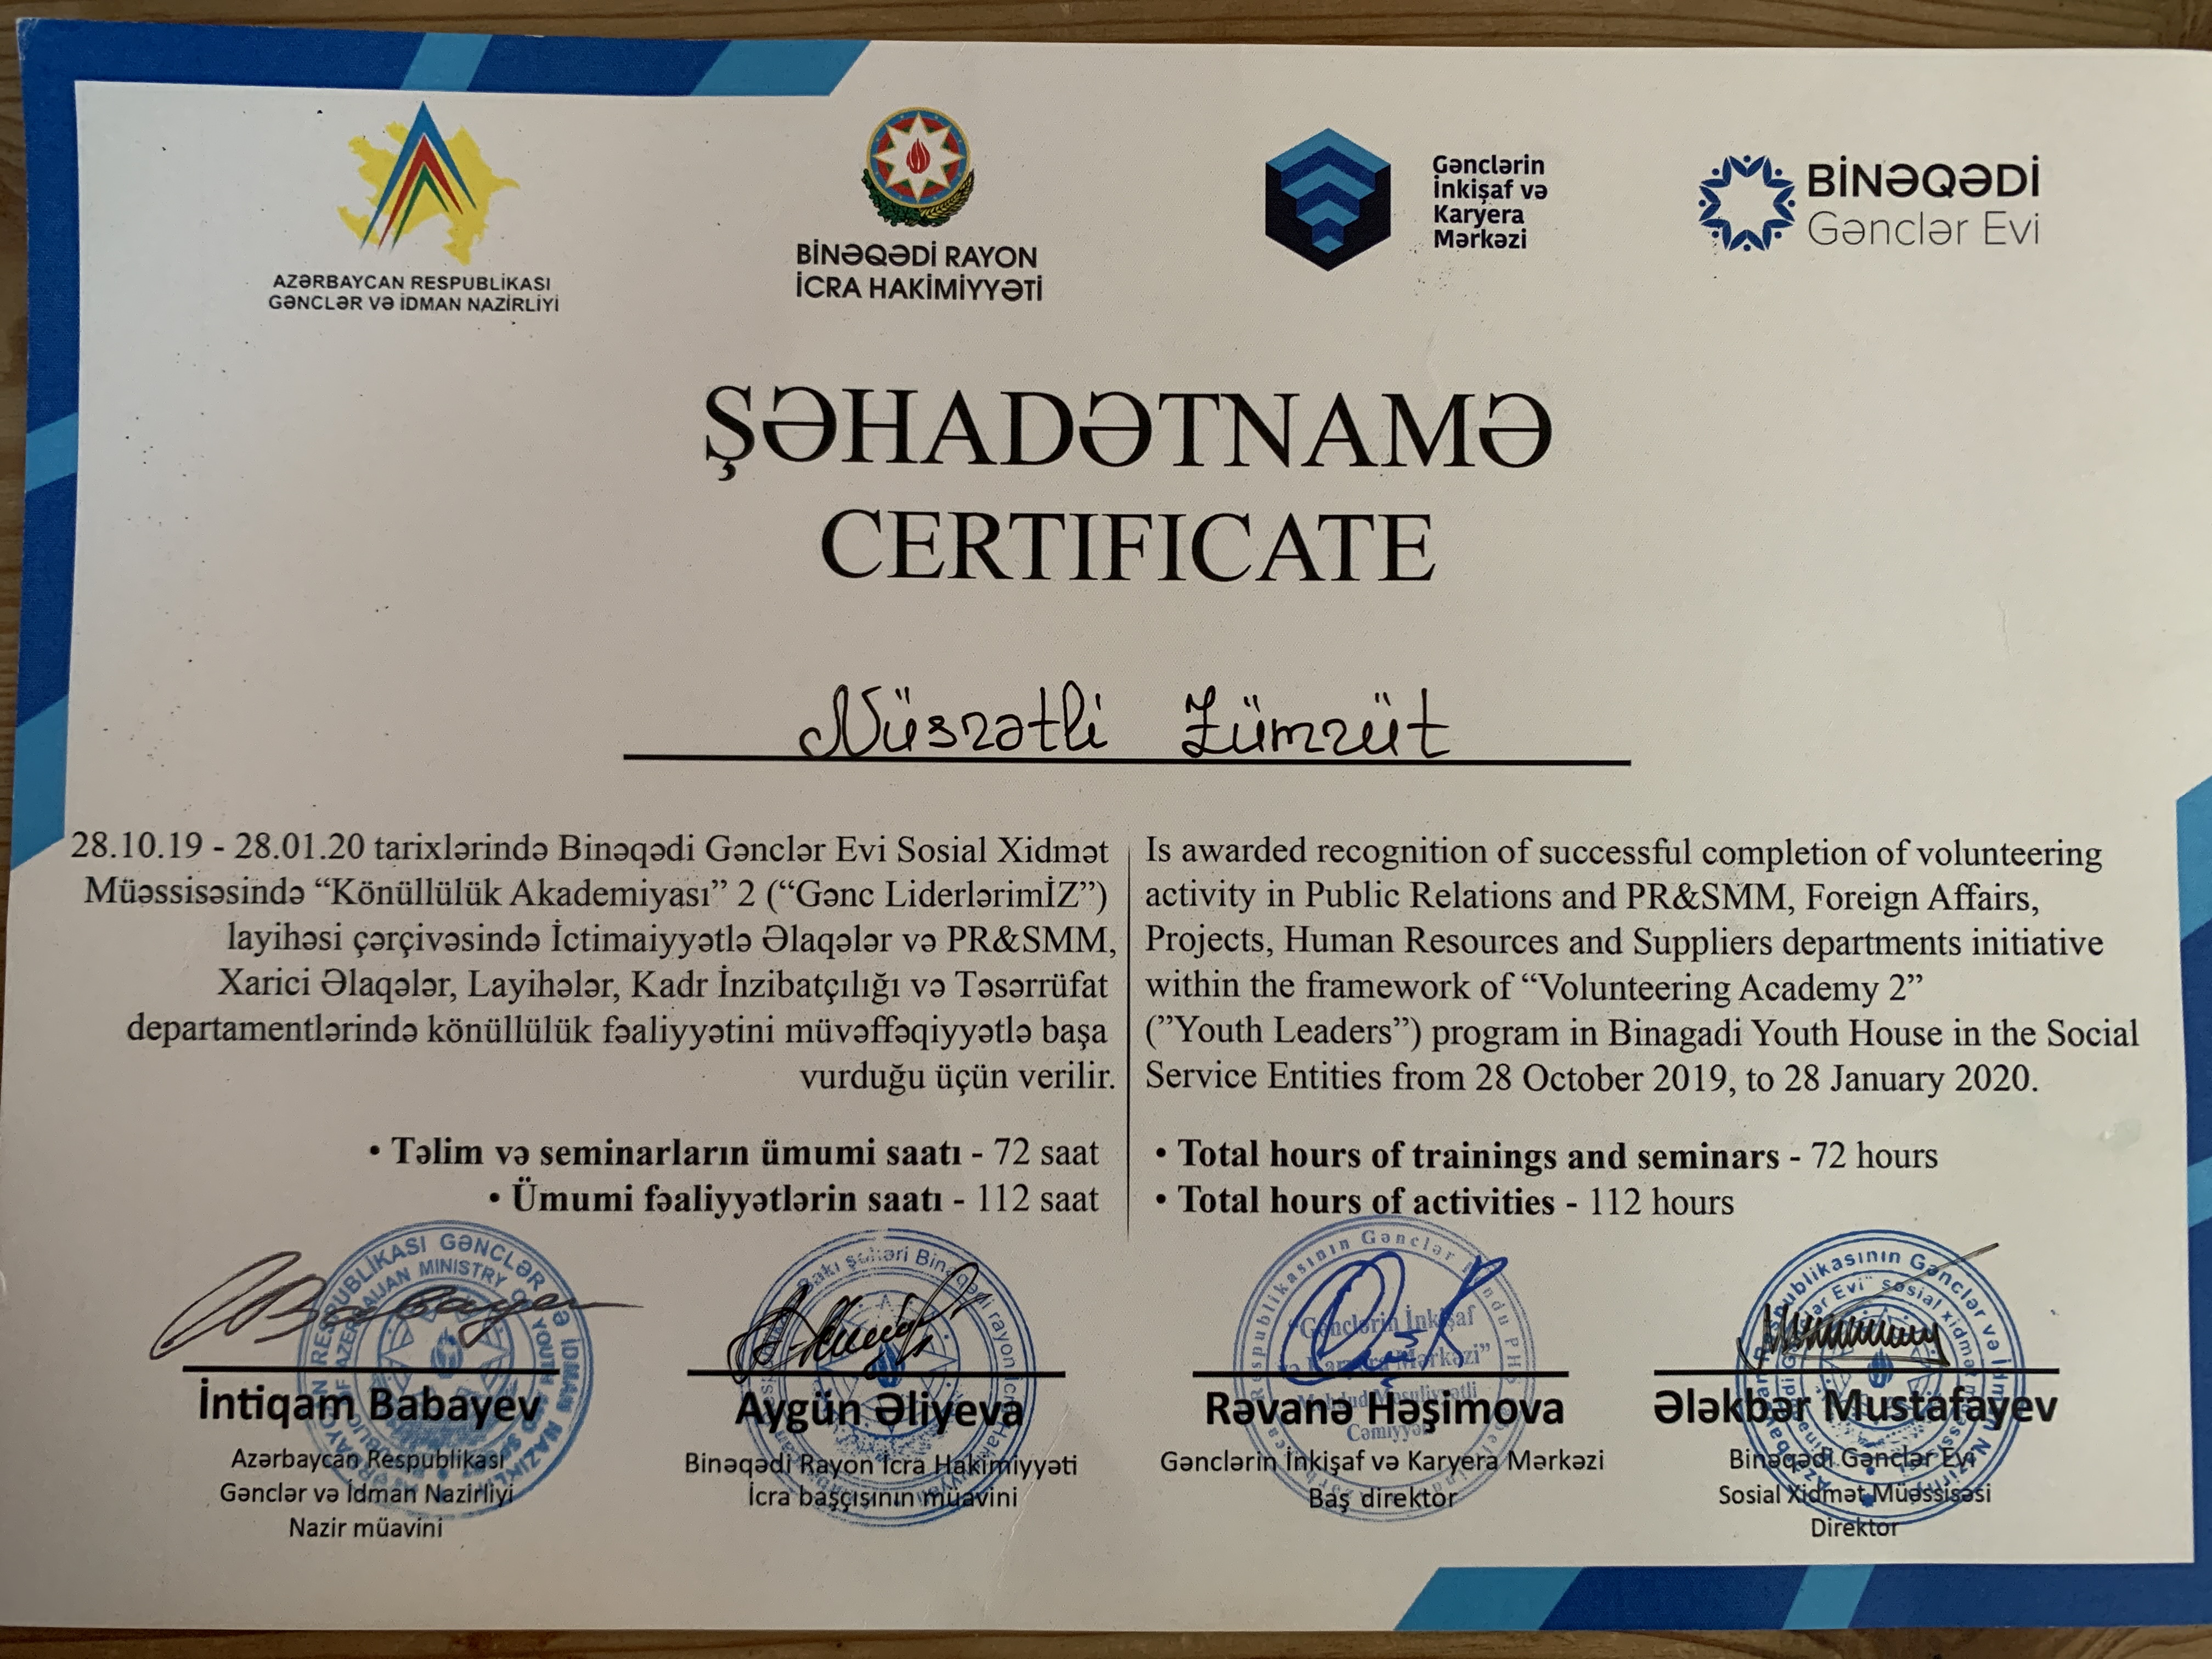 AZƏRBAYCAN RESPUBLİKASI
GƏNCLƏR VƏ İDMAN NAZİRLİYİ
BİNƏQƏDİ RAYON
İCRA HAKİMİYYƏTİ
Gənclərin
İnkişaf və
Karyera
Mərkəzi
BİNƏQƏDİ
Gənclər Evi
ŞƏHADƏTNAMƏ
CERTIFICATE
Nüsrətli Zümrüt
28.10.19 - 28.01.20 tarixlərində Binəqədi Gənclər Evi Sosial Xidmət
Müəssisəsində “Könüllülük Akademiyası” 2 (“Gənc LiderlərimİZ”)
layihəsi çərçivəsində İctimaiyyətlə Əlaqələr və PR&SMM,
Xarici Əlaqələr, Layihələr, Kadr İnzibatçılığı və Təsərrüfat
departamentlərində könüllülük fəaliyyətini müvəffəqiyyətlə başa
vurduğu üçün verilir.
• Təlim və seminarların ümumi saatı - 72 saat
• Ümumi fəaliyyətlərin saatı - 112 saat
Is awarded recognition of successful completion of volunteering
activity in Public Relations and PR&SMM, Foreign Affairs,
Projects, Human Resources and Suppliers departments initiative
within the framework of “Volunteering Academy 2”
(”Youth Leaders”) program in Binagadi Youth House in the Social
Service Entities from 28 October 2019, to 28 January 2020.
• Total hours of trainings and seminars - 72 hours
• Total hours of activities - 112 hours
İntiqam Babayev
Azərbaycan Respublikası
Gənclər və İdman Nazirliyi
Nazir müavini
Aygün Əliyeva
Binəqədi Rayon İcra Hakimiyyəti
İcra başçısının müavini
Rəvanə Həşimova
Gənclərin İnkişaf və Karyera Mərkəzi
Baş direktor
Ələkbər Mustafayev
Binəqədi Gənclər Evi
Sosial Xidmət Müəssisəsi
Direktor